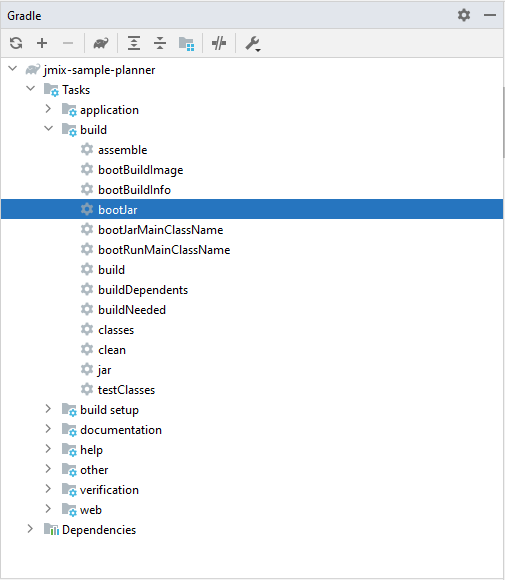 Gradle
jmix-sample-planner
Tasks
application
build
assemble
bootBuildImage
bootBuildInfo
bootJar
bootJarMainClassName
bootRunMainClassName
build
buildDependents
buildNeeded
classes
clean
jar
testClasses
build setup
documentation
help
other
verification
web
Dependencies